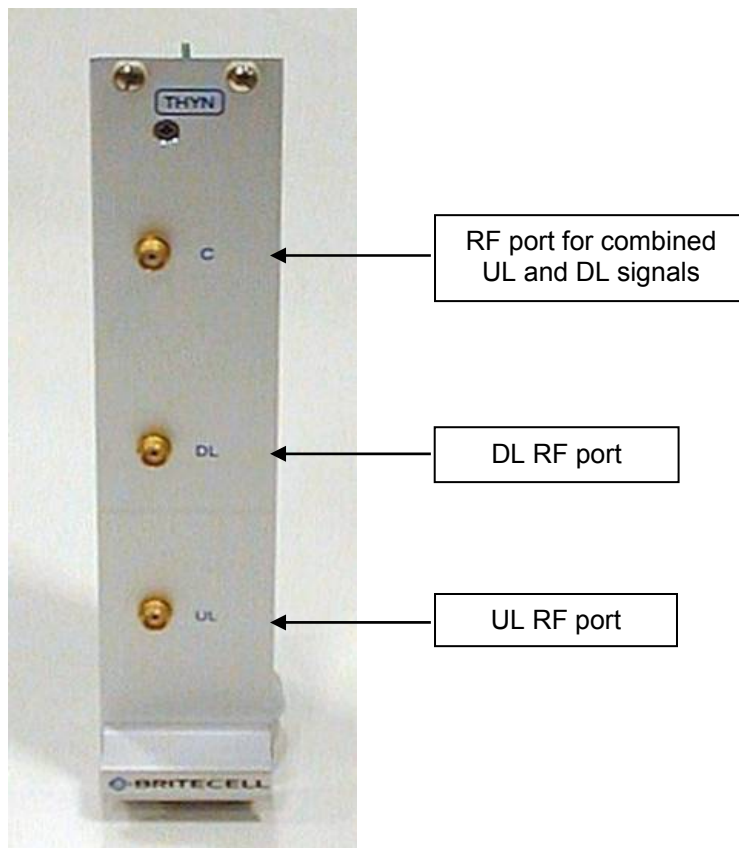 THYN
C
RF port for combined
UL and DL signals
DL
DL RF port
UL
UL RF port
BRITECELL